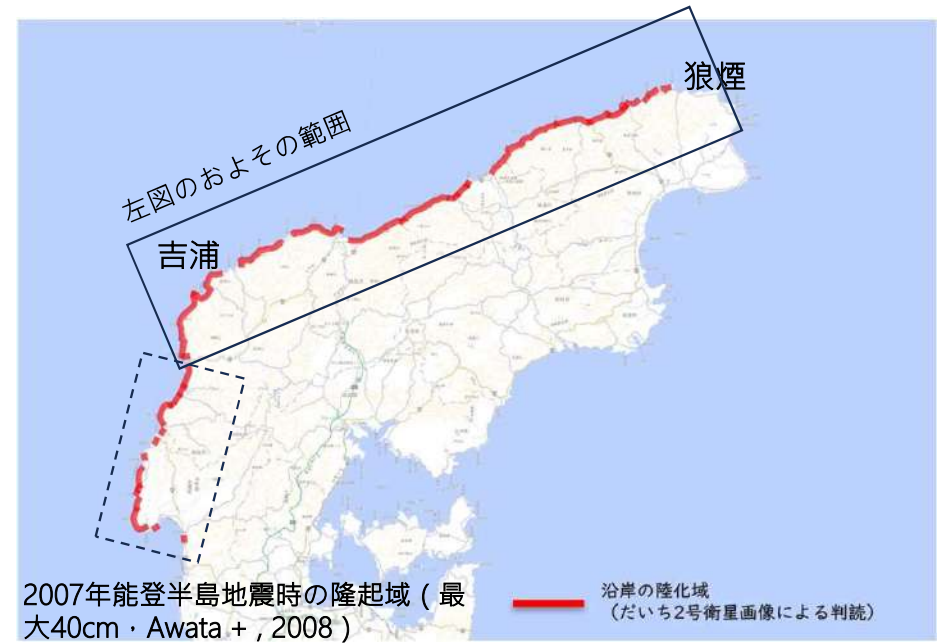 狼煙
左図のおよその範囲
吉浦
2007年能登半島地震時の隆起域（最
大40cm・Awata +，2008）
沿岸の陸化域
（だいち2号衛星画像による判読）